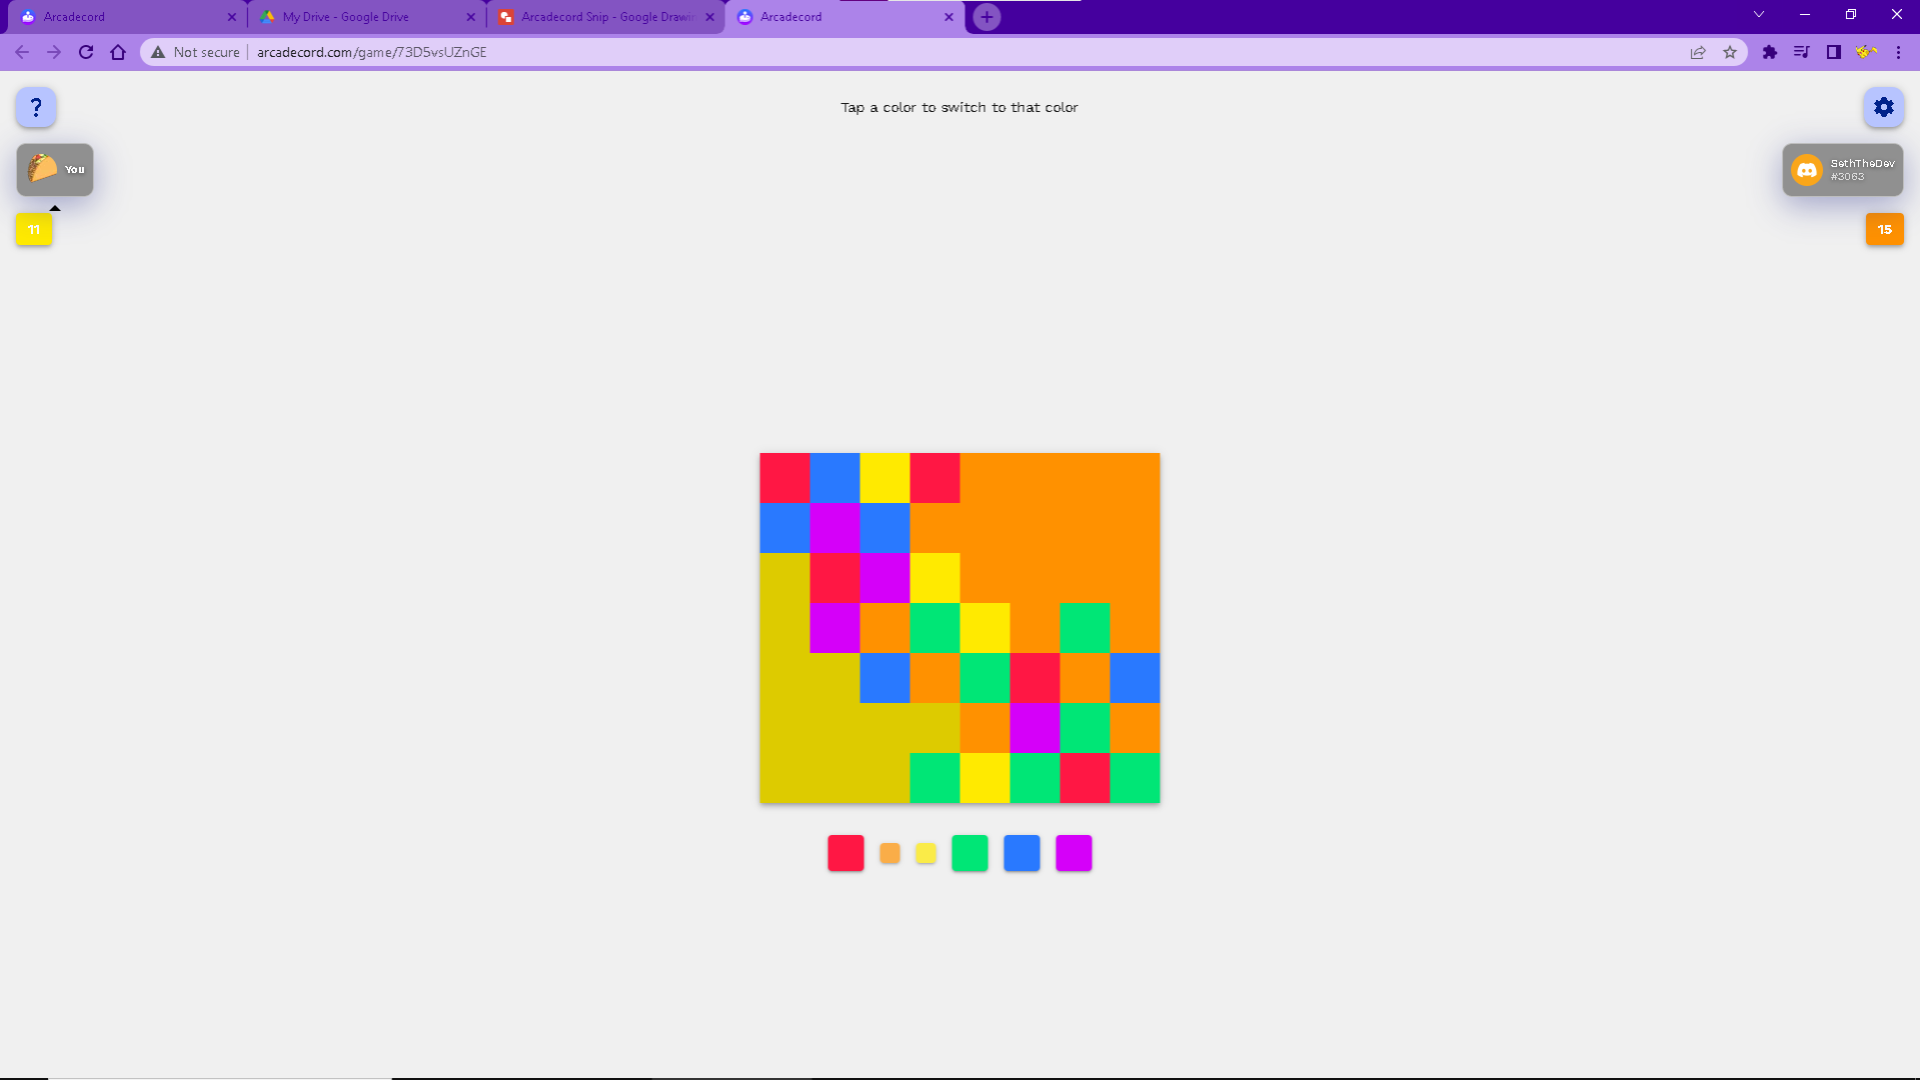 Arcadecord
My Drive - Google Drive
Arcadecord Snip - Google Drawin
Arcadecord
Not secure
arcadecord.com/game/73D5vsUZnGE
?
Tap a color to switch to that color
You
SethTheDev
#3063
11
15